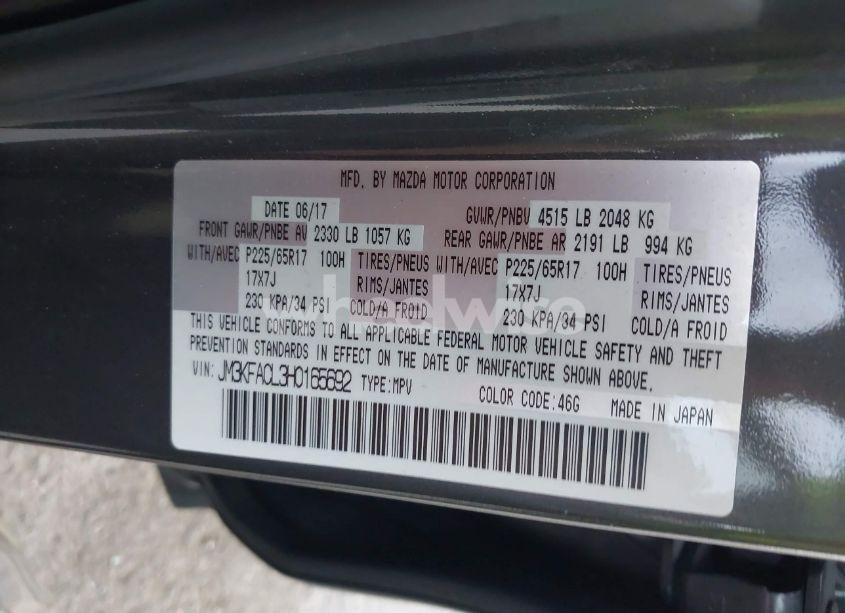 MFD. BY MAZDA MOTOR CORPORATION
DATE 06/17 GVWR/PNBV 4515 LB 2048 KG
FRONT GAWR/PNBE AV 2330 LB 1057 KG REAR GAWR/PNBE AR 2191 LB 994 KG
WITH/AVEC P225/65R17 100H TIRES/PNEUS WITH/AVEC P225/65R17 100H TIRES/PNEUS
17X7J RIMS/JANTES 17X7J RIMS/JANTES
230 KPA/34 PSI COLD/A FROID 230 KPA/34 PSI COLD/A FROID
wheelwise
THIS VEHICLE CONFORMS TO ALL APPLICABLE FEDERAL MOTOR VEHICLE SAFETY AND THEFT
PREVENTION STANDARDS IN EFFECT ON THE DATE OF MANUFACTURE SHOWN ABOVE.
VIN: JM3KFACL3H0165692 TYPE:MPV COLOR CODE:46G MADE IN JAPAN